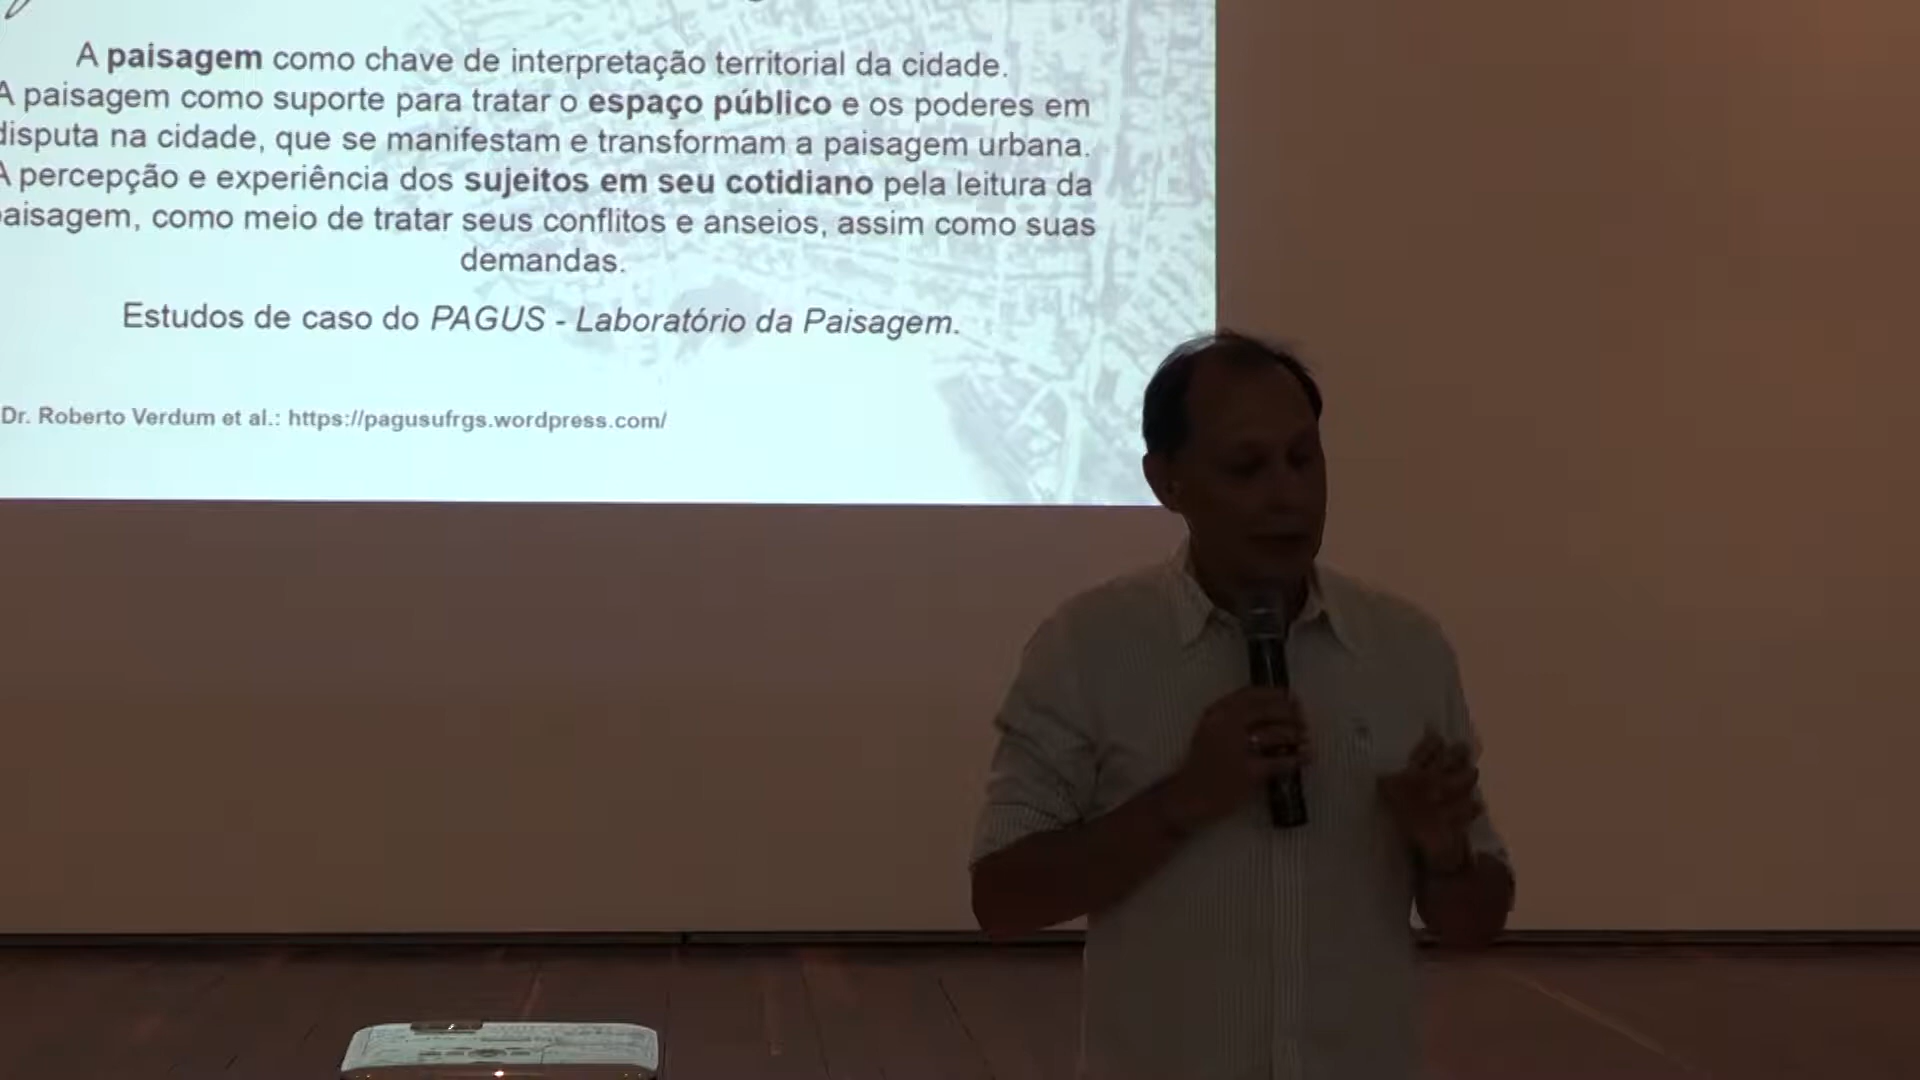 A paisagem como chave de interpretação territorial da cidade.
A paisagem como suporte para tratar o espaço público e os poderes em
disputa na cidade, que se manifestam e transformam a paisagem urbana.
A percepção e experiência dos sujeitos em seu cotidiano pela leitura da
paisagem, como meio de tratar seus conflitos e anseios, assim como suas
demandas.
Estudos de caso do PAGUS - Laboratório da Paisagem.
Dr. Roberto Verdum et al.: https://pagusufrgs.wordpress.com/